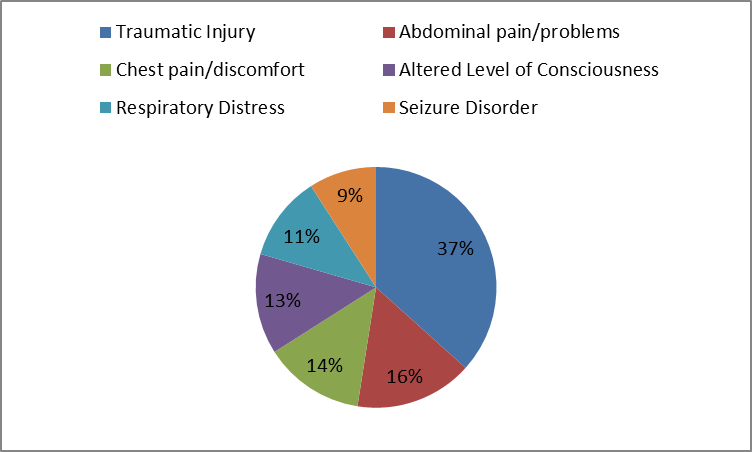 Traumatic Injury
Abdominal pain/problems
Chest pain/discomfort
Altered Level of Consciousness
Respiratory Distress
Seizure Disorder
9%
37%
11%
13%
14%
16%